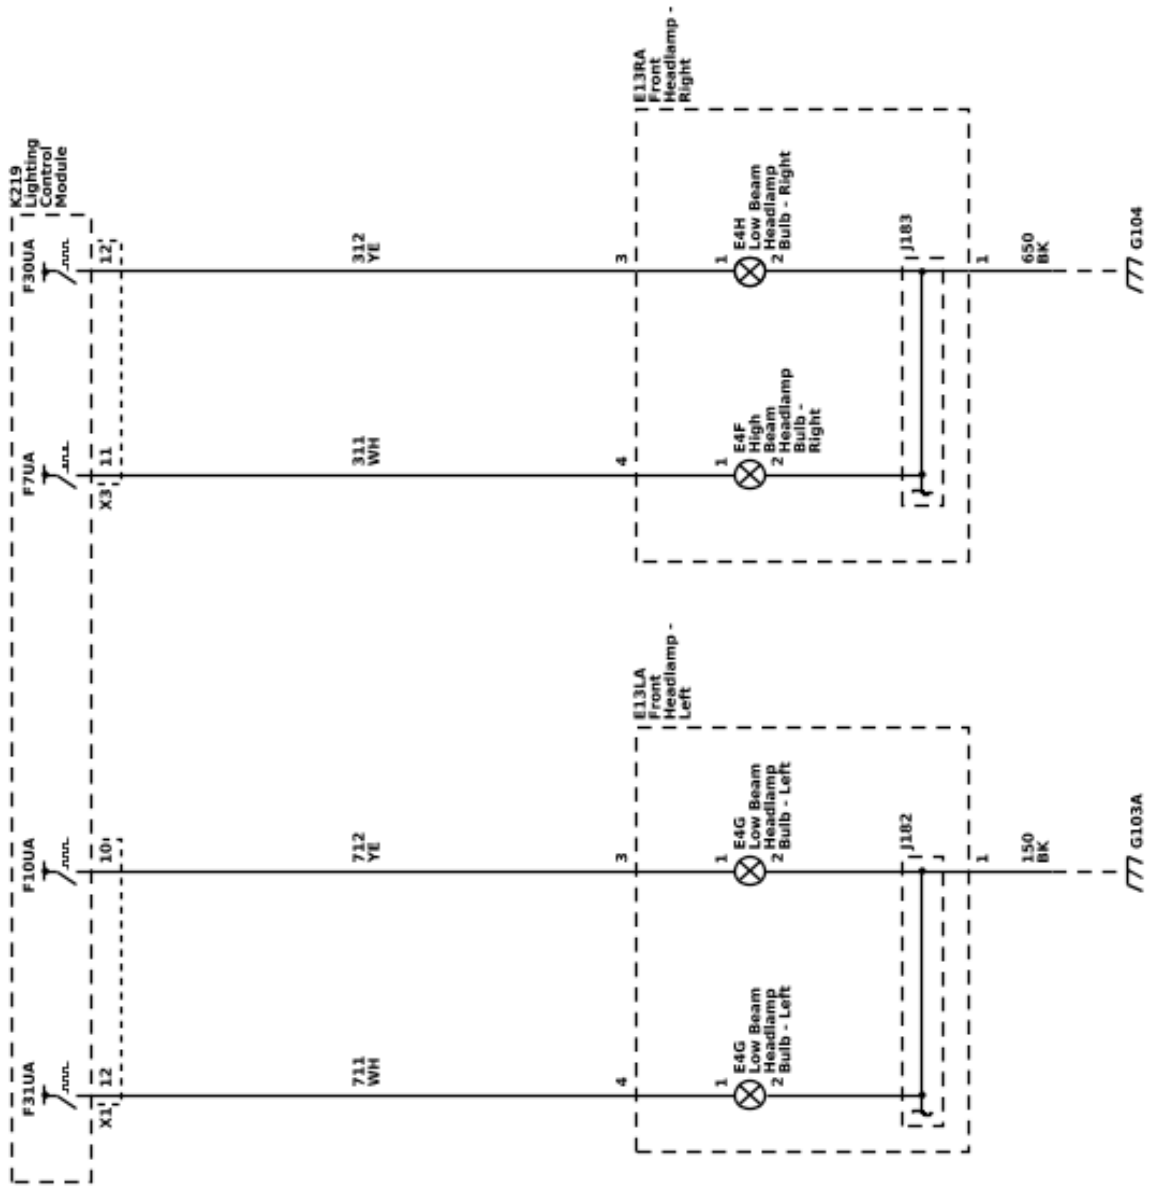 K219
Lighting
Control
Module
F31UA
F10UA
F7UA
F30UA
X1
12
10
X3
11
12
711
WH
712
YE
311
WH
312
YE
4
3
4
3
E13LA
Front
Headlamp -
Left
E13RA
Front
Headlamp -
Right
1
E4G
Low Beam
Headlamp
Bulb - Left
2
1
E4G
Low Beam
Headlamp
Bulb - Left
2
1
E4F
High
Beam
Headlamp
Bulb -
Right
2
1
E4H
Low Beam
Headlamp
Bulb - Right
2
J182
J183
1
1
150
BK
650
BK
G103A
G104